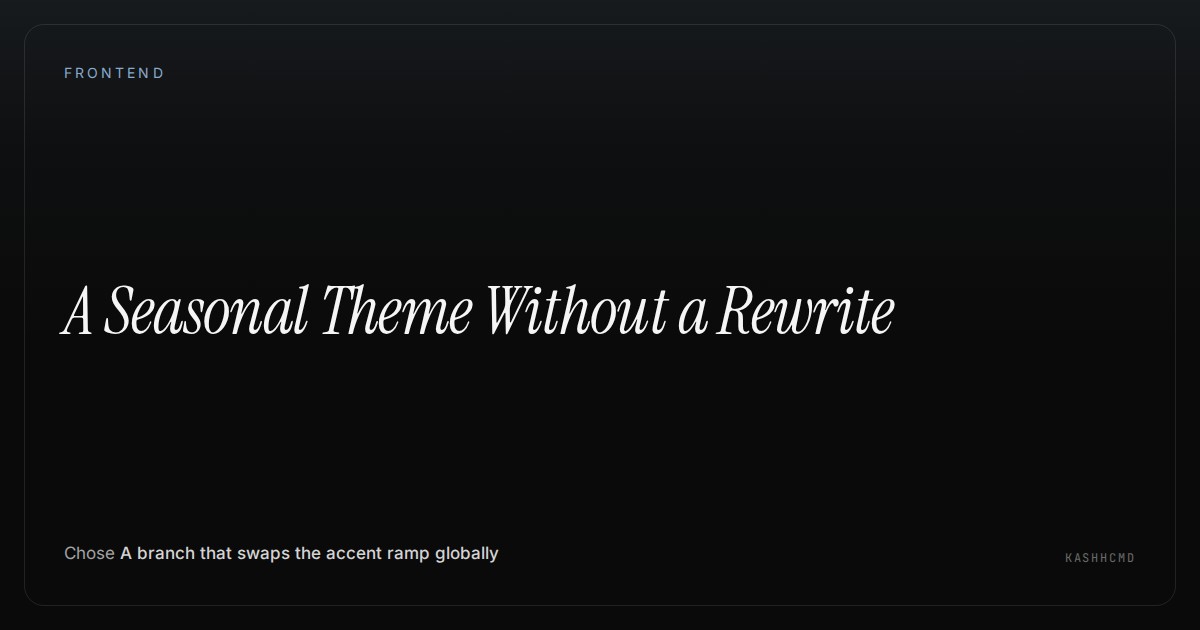 FRONTEND
A Seasonal Theme Without a Rewrite
Chose A branch that swaps the accent ramp globally
KASHHCMD